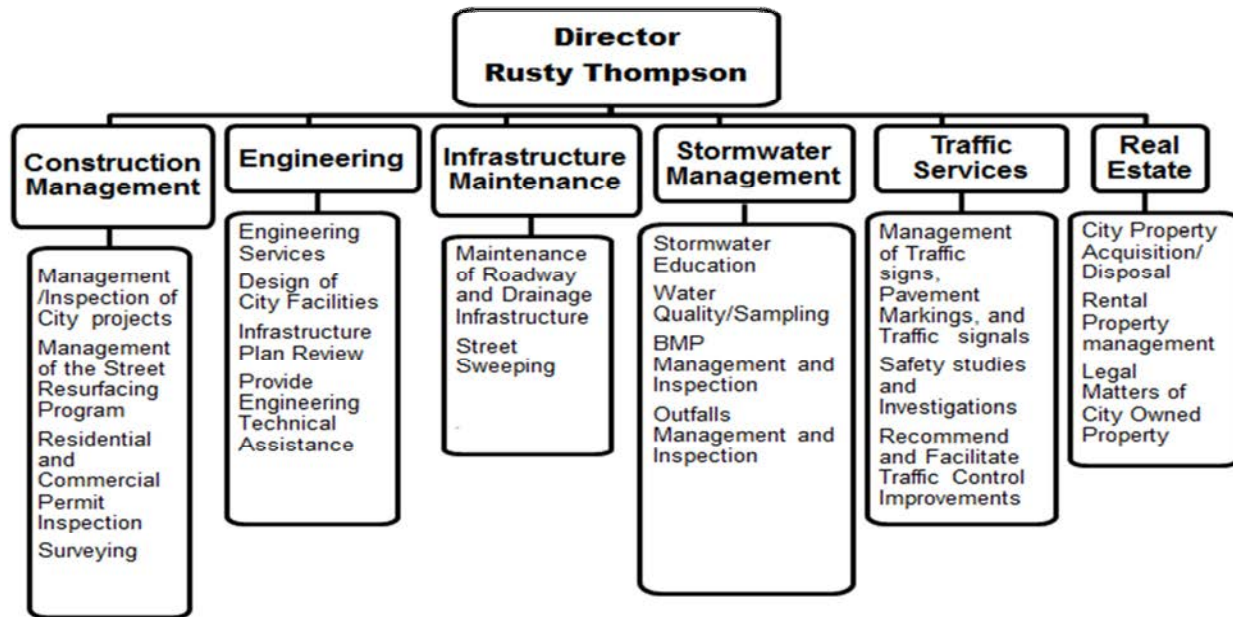 Director
Rusty Thompson
Construction
Management
Management
/Inspection of
City projects
Management
of the Street
Resurfacing
Program
Residential
and
Commercial
Permit
Inspection
Surveying
Engineering
Engineering
Services
Design of
City Facilities
Infrastructure
Plan Review
Provide
Engineering
Technical
Assistance
Infrastructure
Maintenance
Maintenance
of Roadway
and Drainage
Infrastructure
Street
Sweeping
Stormwater
Management
Stormwater
Education
Water
Quality/Sampling
BMP
Management and
Inspection
Outfalls
Management and
Inspection
Traffic
Services
Management
of Traffic
signs,
Pavement
Markings, and
Traffic signals
Safety studies
and
Investigations
Recommend
and Facilitate
Traffic Control
Improvements
Real
Estate
City Property
Acquisition/
Disposal
Rental
Property
management
Legal
Matters of
City Owned
Property